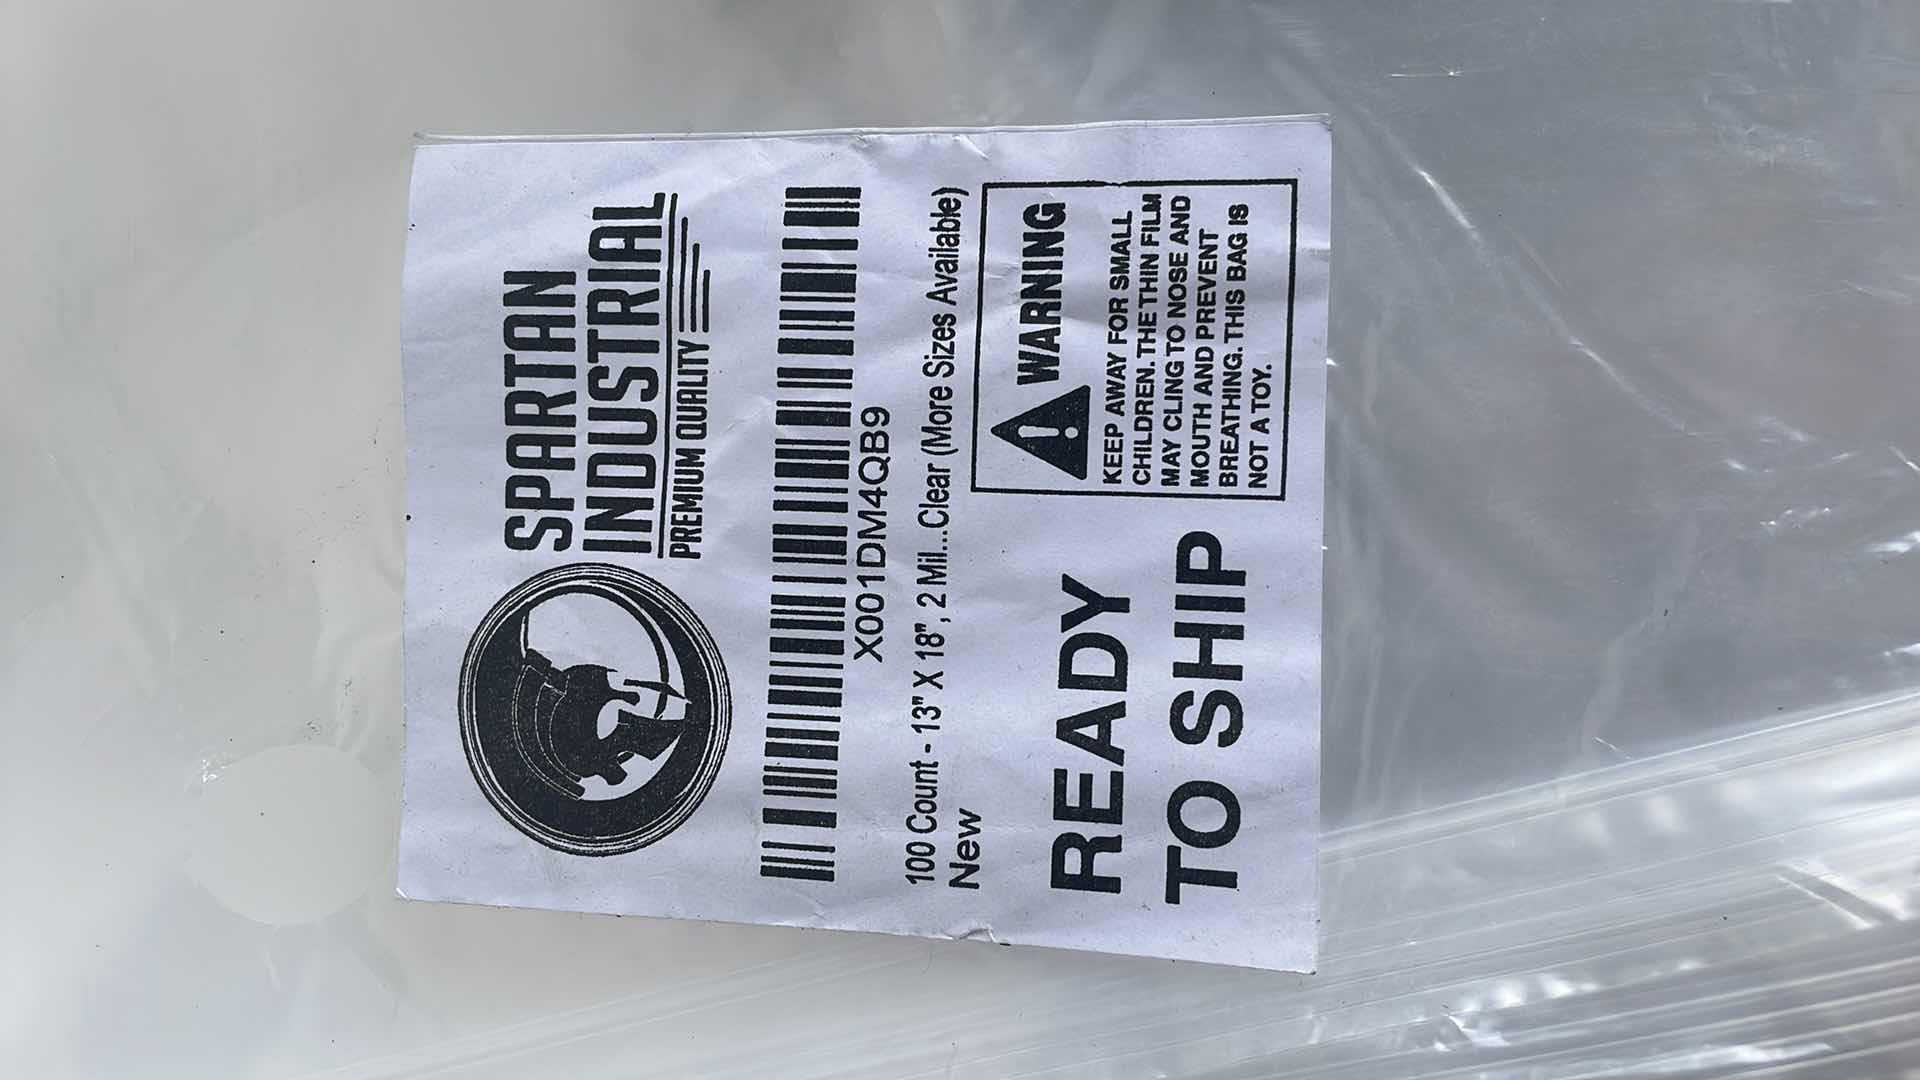 SPARTAN
INDUSTRIAL
PREMIUM QUALITY
X001DM4QB9
100 Count - 13" X 18", 2 Mil...Clear (More Sizes Available)
New
READY
TO SHIP
WARNING
KEEP AWAY FOR SMALL
CHILDREN. THE THIN FILM
MAY CLING TO NOSE AND
MOUTH AND PREVENT
BREATHING. THIS BAG IS
NOT A TOY.